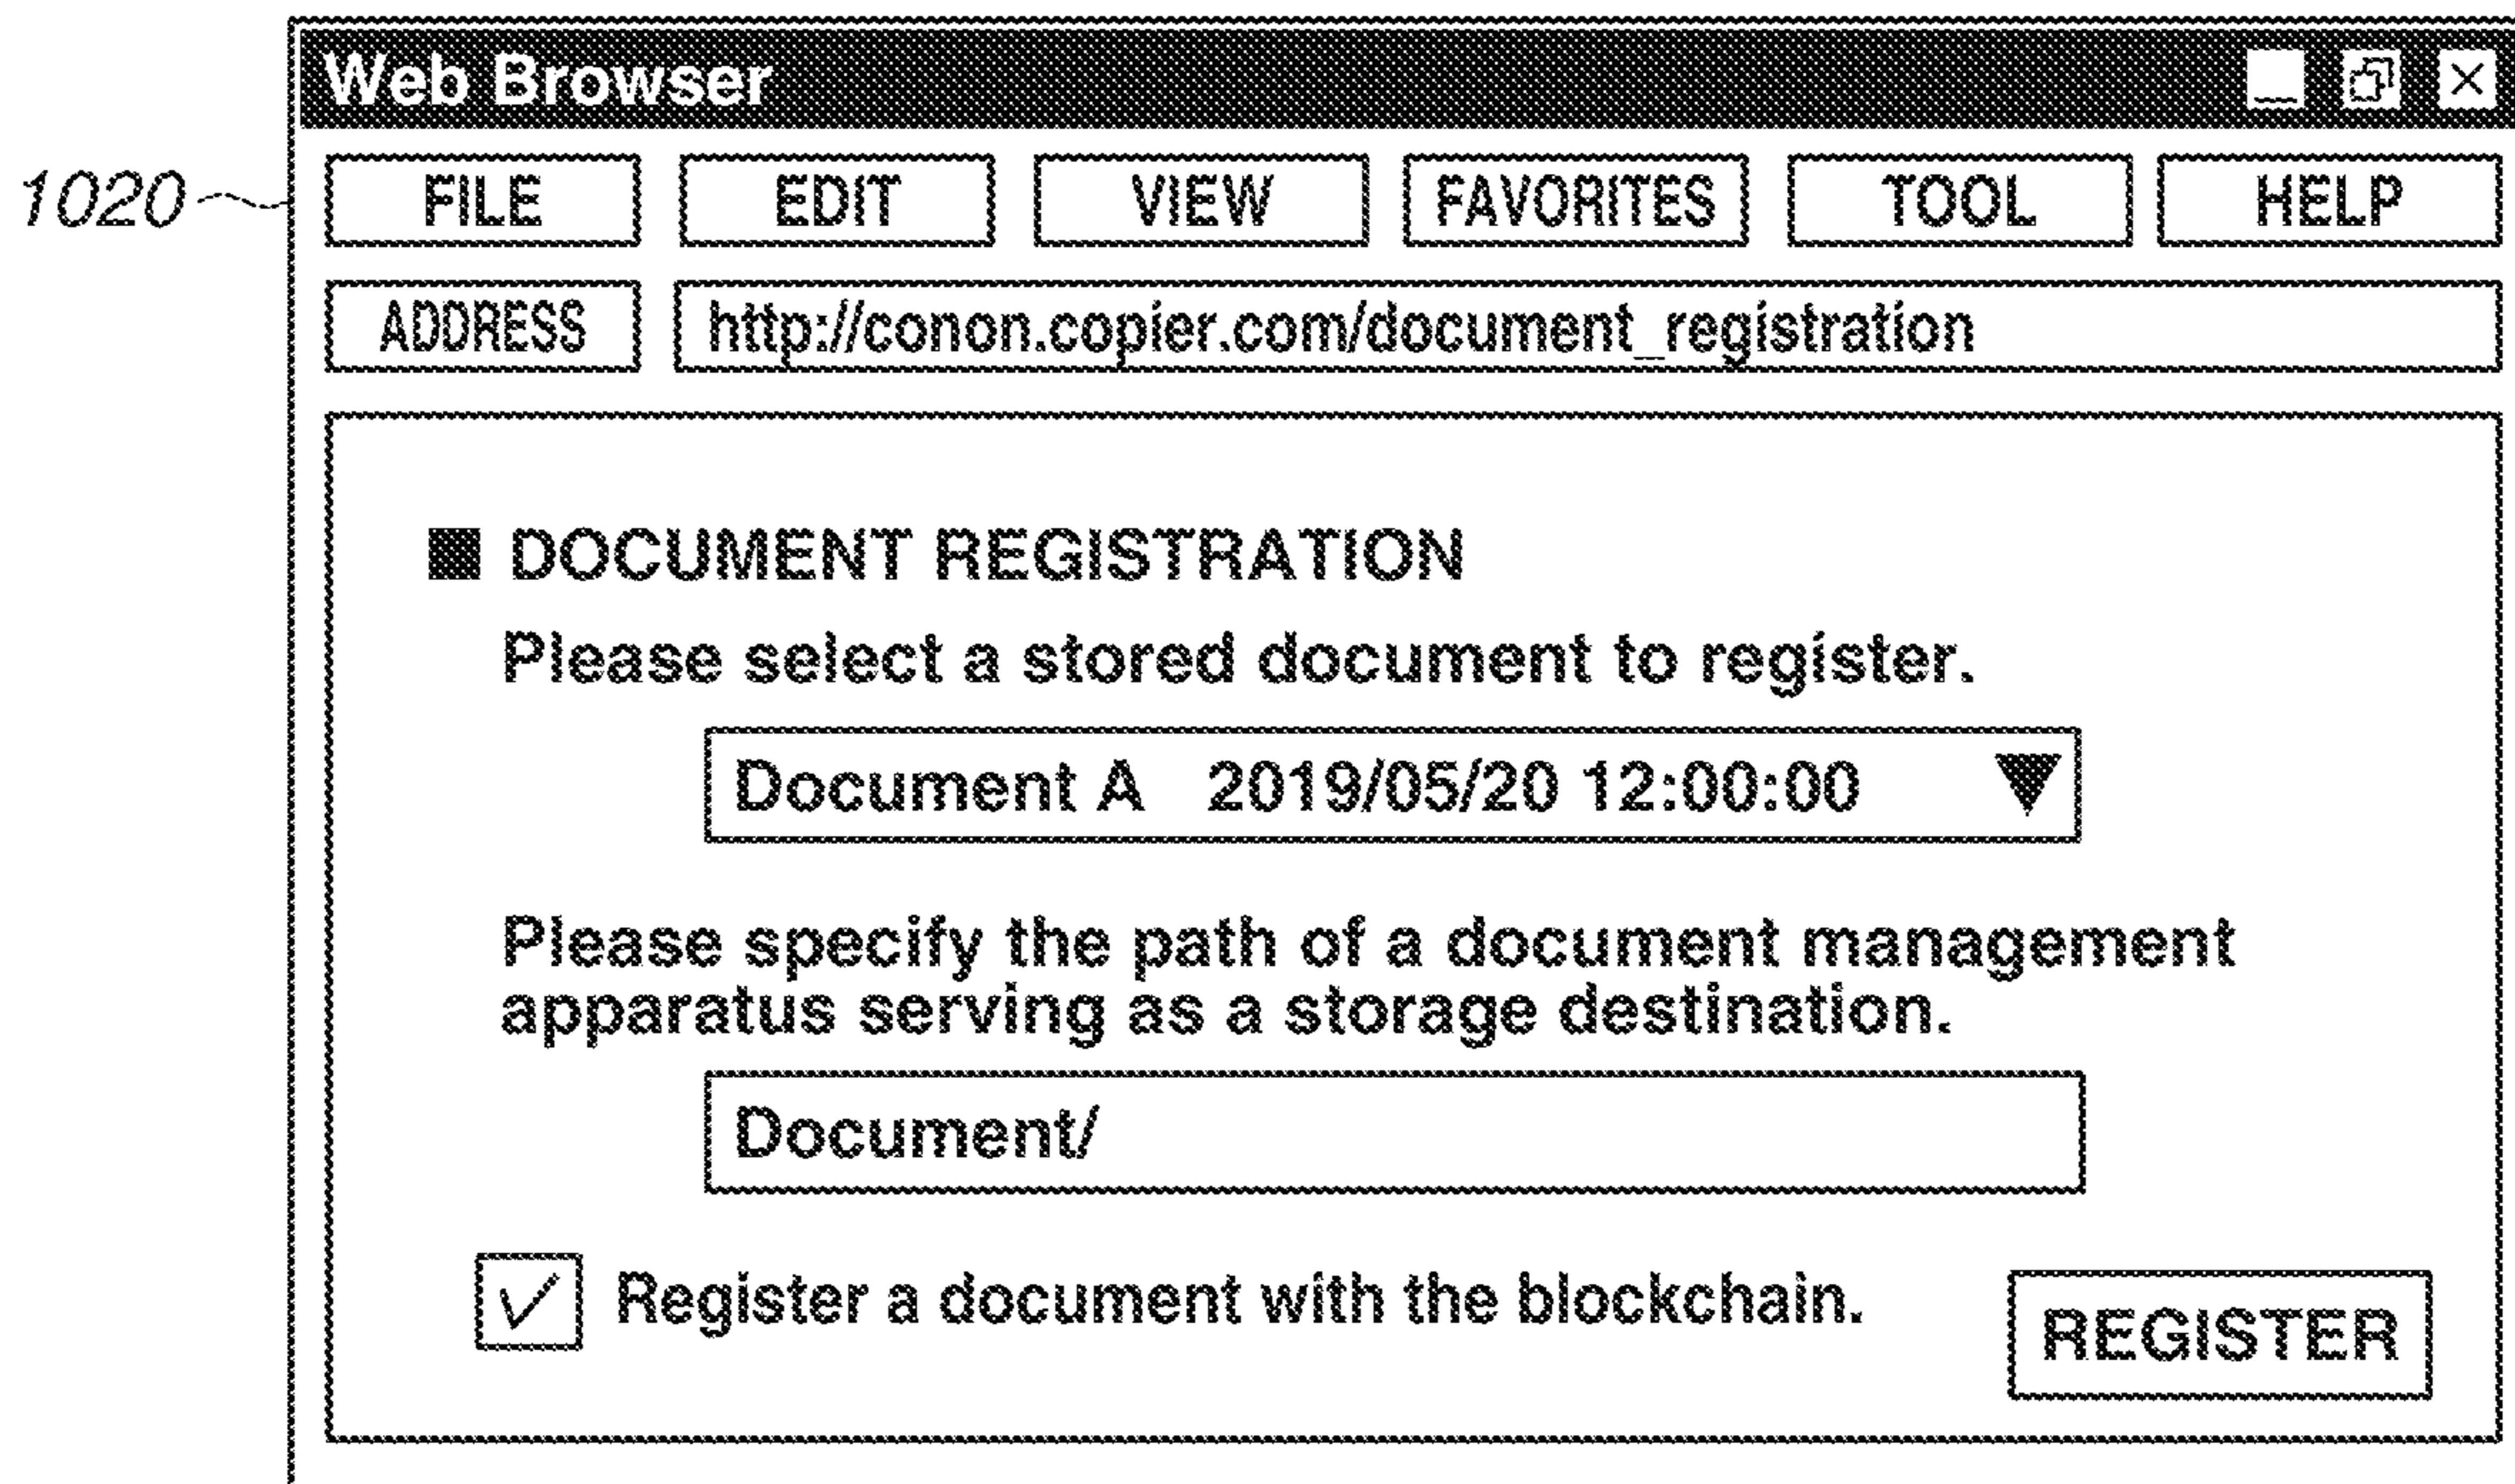 Web Browser
1020
FILE EDIT VIEW FAVORITES TOOL HELP
ADDRESS http://conon.copier.com/document_registration
■ DOCUMENT REGISTRATION
Please select a stored document to register.
Document A 2019/05/20 12:00:00 ▼
Please specify the path of a document management
apparatus serving as a storage destination.
Document/
Register a document with the blockchain.
REGISTER